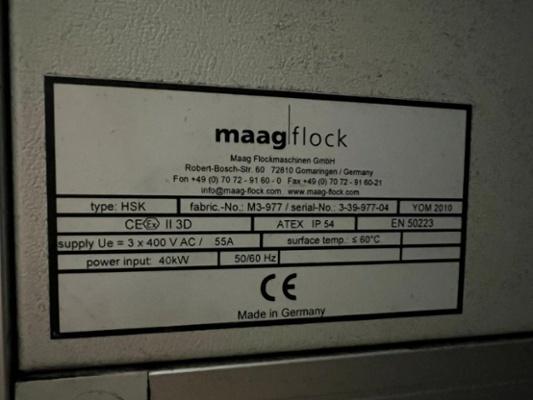 maag|flock
Maag Flockmaschinen GmbH
Robert-Bosch-Str. 60 72810 Gomaringen / Germany
Fon +49 (0) 70 72 - 91 60 - 0 Fax +49 (0) 70 72 - 91 60-21
info@maag-flock.com www.maag-flock.com
type: HSK fabric.-No.: M3-977 / serial-No.: 3-39-977-04 YOM 2010
CE Ex II 3D ATEX IP 54 EN 50223
supply Ue = 3 x 400 V AC / 55A surface temp.: ≤ 60°C
power input: 40kW 50/60 Hz
CE
Made in Germany